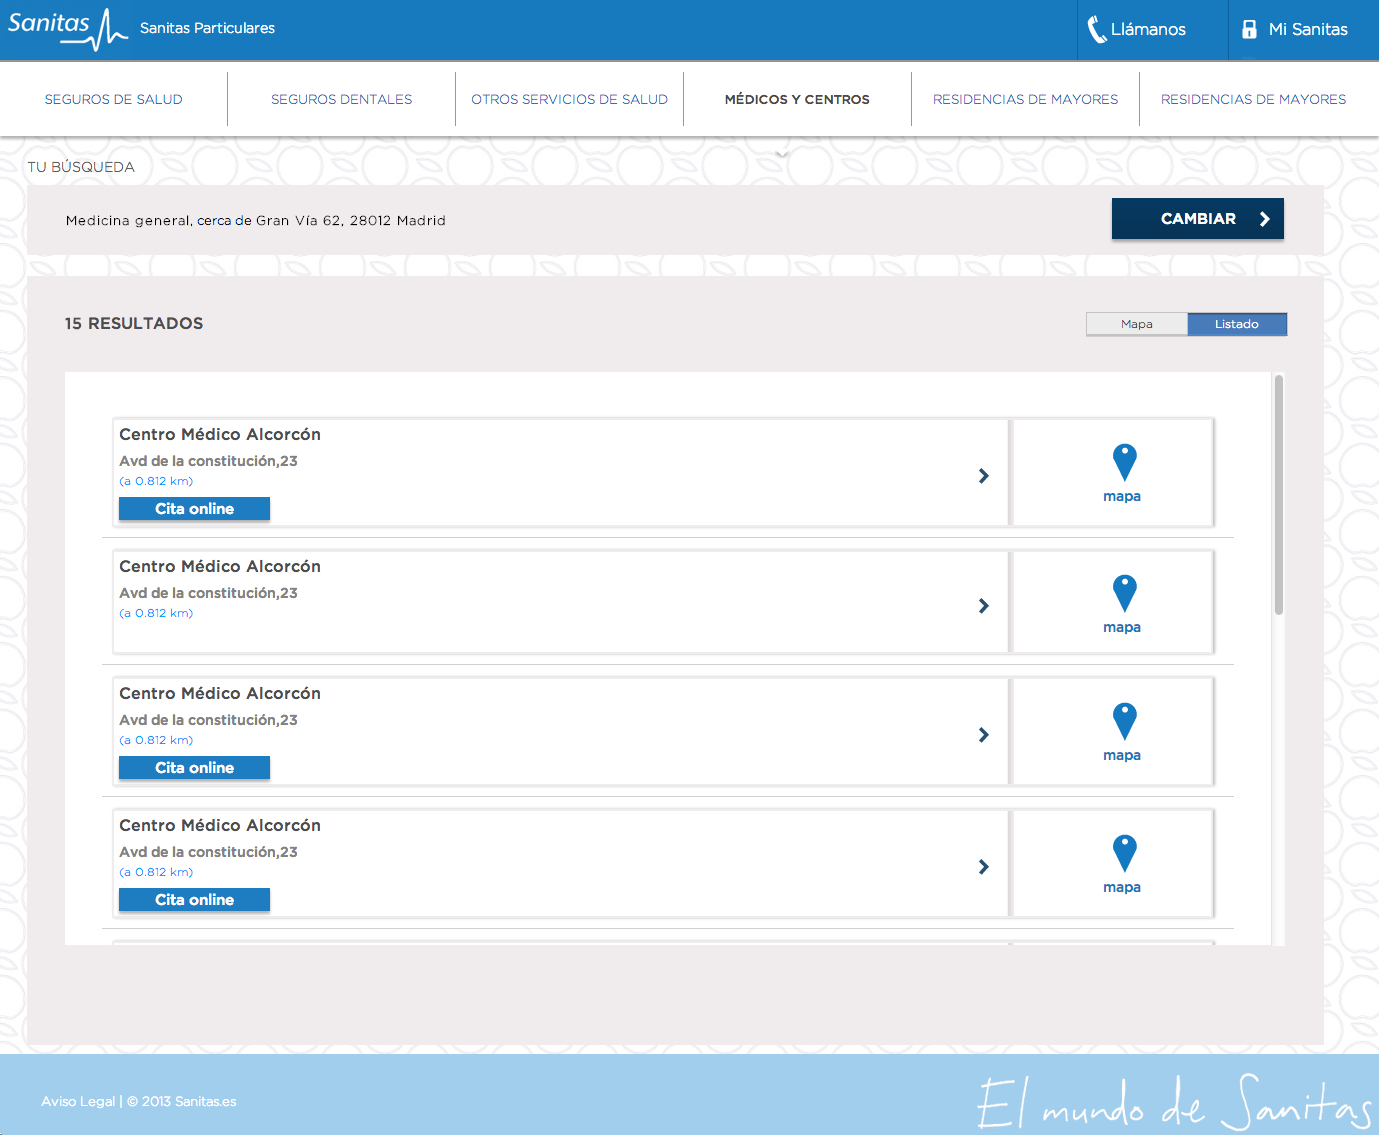 Sanitas
Sanitas Particulares
Llámanos
Mi Sanitas
SEGUROS DE SALUD
SEGUROS DENTALES
OTROS SERVICIOS DE SALUD
MÉDICOS Y CENTROS
RESIDENCIAS DE MAYORES
RESIDENCIAS DE MAYORES
TU BÚSQUEDA
Medicina general, cerca de Gran Vía 62, 28012 Madrid
CAMBIAR
15 RESULTADOS
Mapa
Listado
Centro Médico Alcorcón
Avd de la constitución,23
(a 0.812 km)
Cita online
mapa
Centro Médico Alcorcón
Avd de la constitución,23
(a 0.812 km)
mapa
Centro Médico Alcorcón
Avd de la constitución,23
(a 0.812 km)
Cita online
mapa
Centro Médico Alcorcón
Avd de la constitución,23
(a 0.812 km)
Cita online
mapa
Aviso Legal | © 2013 Sanitas.es
El mundo de Sanitas